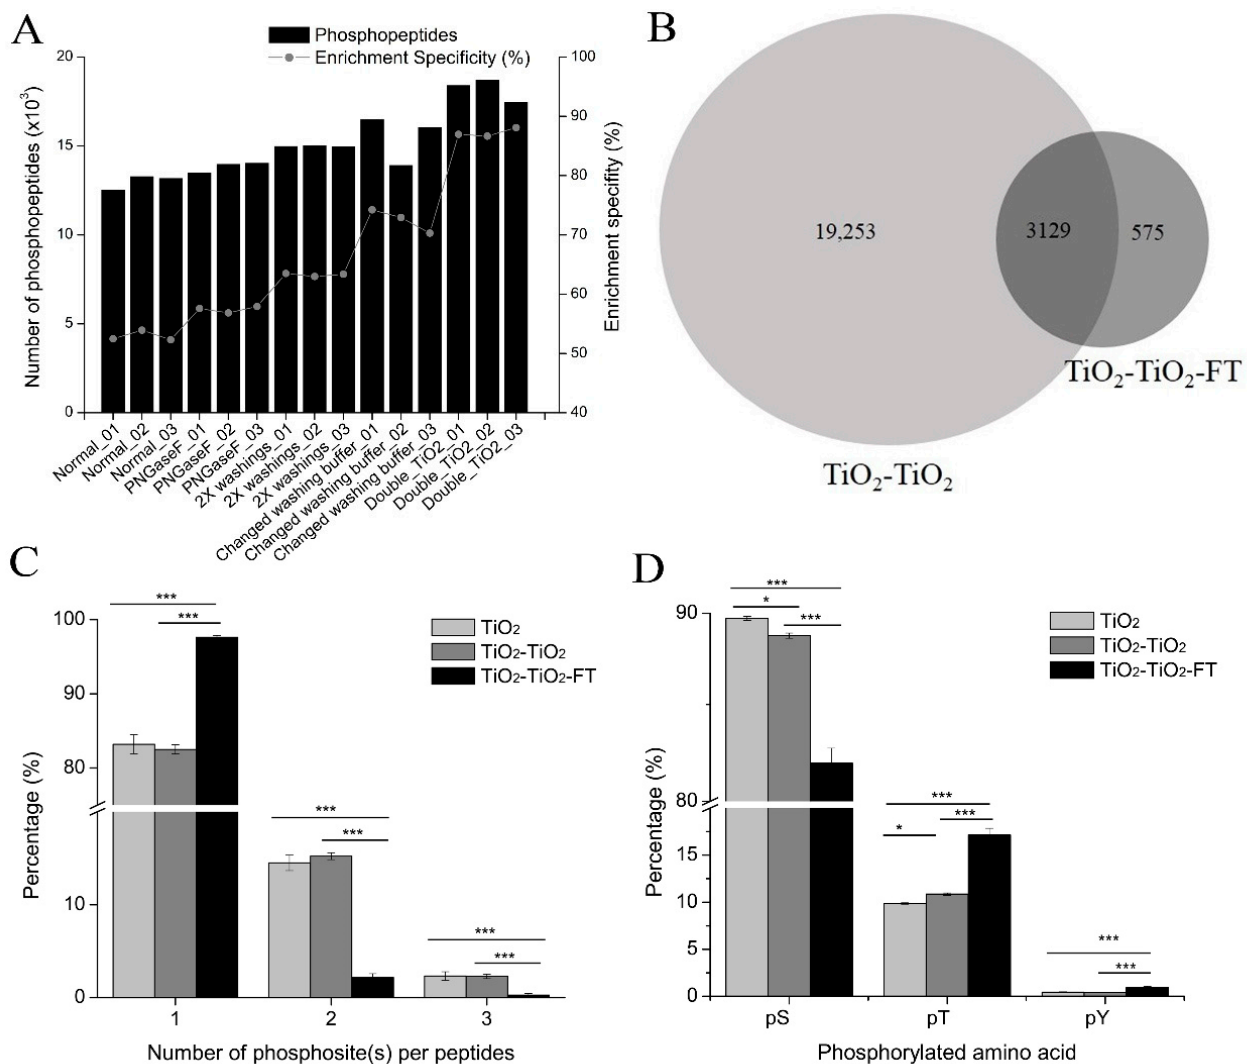 A
Phosphopeptides
Enrichment Specificity (%)
Number of phosphopeptides (x10³)
20
15
10
5
0
100
90
80
70
60
50
40
Enrichment specifity (%)
Normal_01
Normal_02
Normal_03
PNGaseF_01
PNGaseF_02
PNGaseF_03
2X washings_01
2X washings_02
2X washings_03
Changed washing buffer_01
Changed washing buffer_02
Changed washing buffer_03
Double_TiO2_01
Double_TiO2_02
Double_TiO2_03
B
19,253
3129
575
TiO₂-TiO₂-FT
TiO₂-TiO₂
C
Percentage (%)
100
90
80
10
0
***
***
***
***
***
***
TiO₂
TiO₂-TiO₂
TiO₂-TiO₂-FT
1
2
3
Number of phosphosite(s) per peptides
D
Percentage (%)
90
80
15
10
5
0
***
*
***
***
***
*
***
***
TiO₂
TiO₂-TiO₂
TiO₂-TiO₂-FT
pS
pT
pY
Phosphorylated amino acid